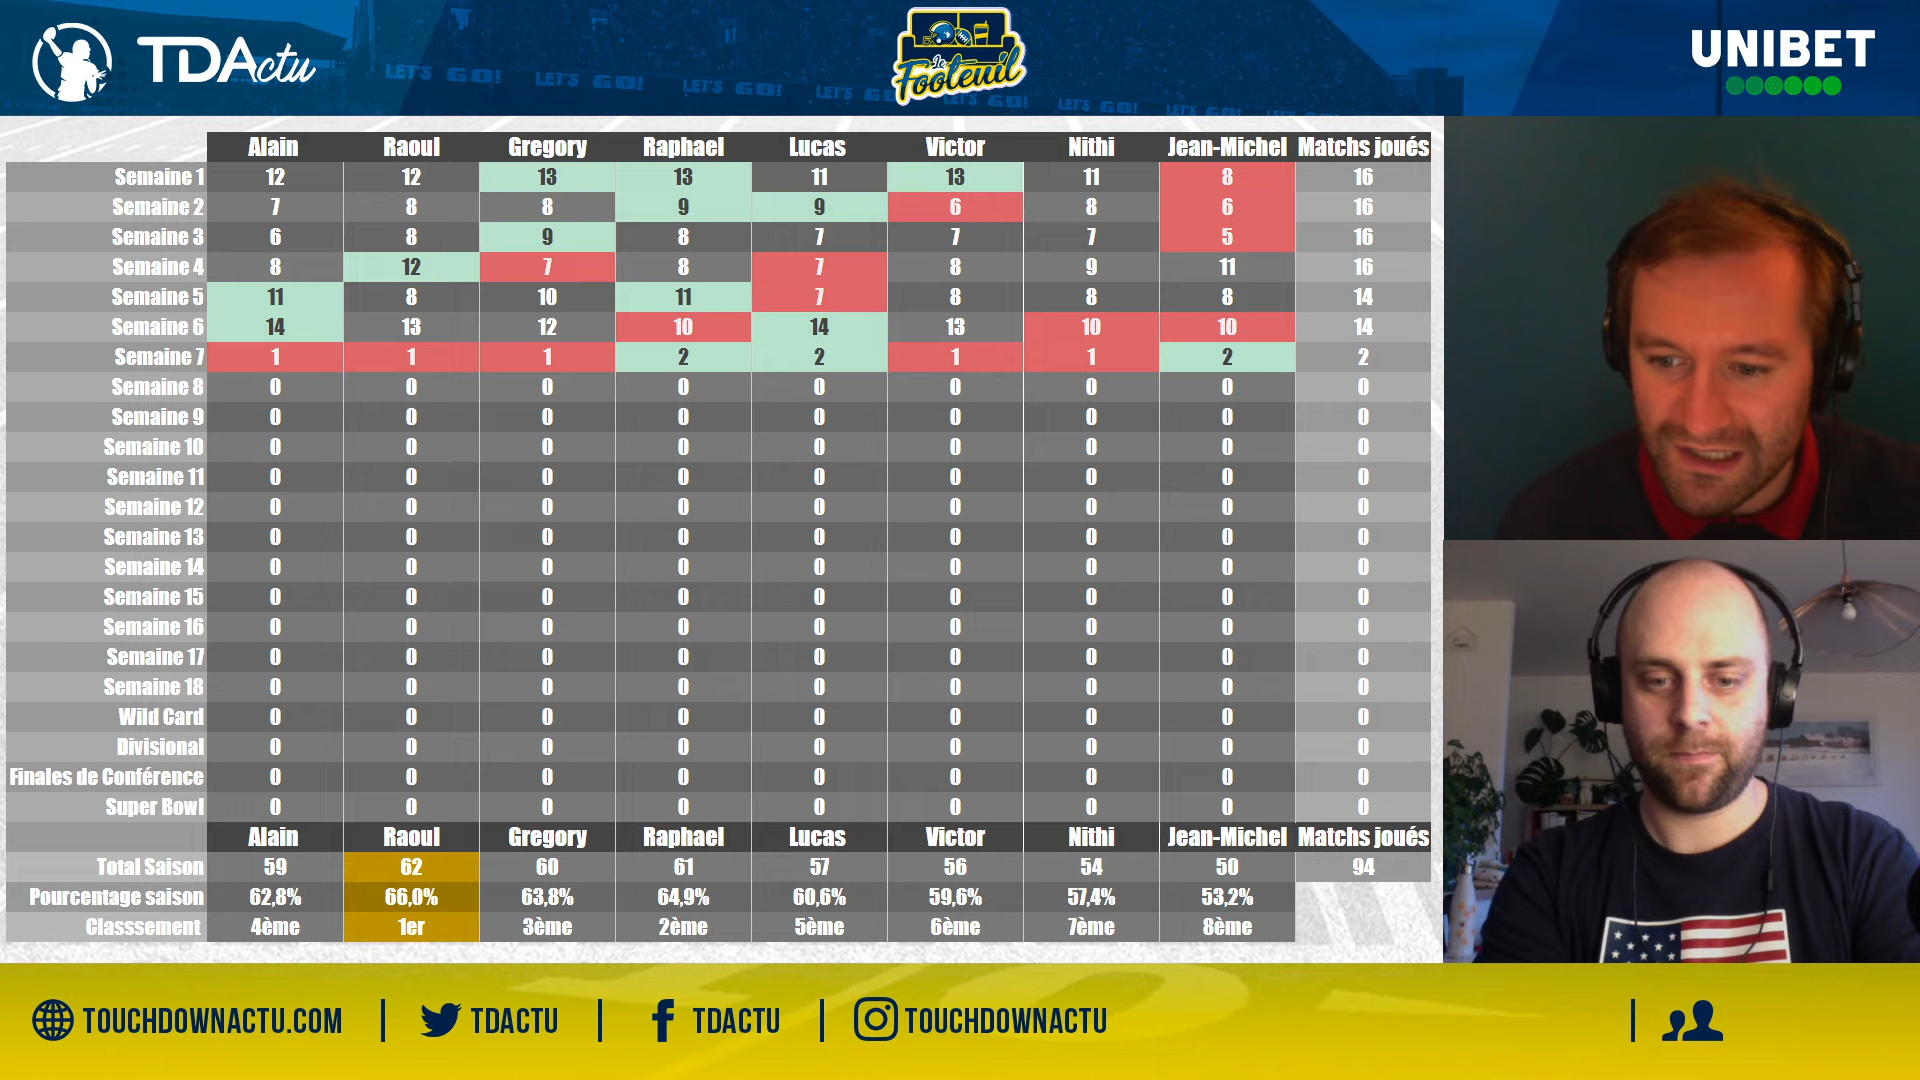 TDActu
Le Footeuil
UNIBET
LET'S GO! LET'S GO! LET'S GO! LET'S GO! LET'S GO! LET'S GO! LET'S GO!
Alain Raoul Gregory Raphael Lucas Victor Nithi Jean-Michel Matchs joués
Semaine 1 12 12 13 13 11 13 11 8 16
Semaine 2 7 8 8 9 9 6 8 6 16
Semaine 3 6 8 9 8 7 7 7 5 16
Semaine 4 8 12 7 8 7 8 9 11 16
Semaine 5 11 8 10 11 7 8 8 8 14
Semaine 6 14 13 12 10 14 13 10 10 14
Semaine 7 1 1 1 2 2 1 1 2 2
Semaine 8 0 0 0 0 0 0 0 0 0
Semaine 9 0 0 0 0 0 0 0 0 0
Semaine 10 0 0 0 0 0 0 0 0 0
Semaine 11 0 0 0 0 0 0 0 0 0
Semaine 12 0 0 0 0 0 0 0 0 0
Semaine 13 0 0 0 0 0 0 0 0 0
Semaine 14 0 0 0 0 0 0 0 0 0
Semaine 15 0 0 0 0 0 0 0 0 0
Semaine 16 0 0 0 0 0 0 0 0 0
Semaine 17 0 0 0 0 0 0 0 0 0
Semaine 18 0 0 0 0 0 0 0 0 0
Wild Card 0 0 0 0 0 0 0 0 0
Divisional 0 0 0 0 0 0 0 0 0
Finales de Conférence 0 0 0 0 0 0 0 0 0
Super Bowl 0 0 0 0 0 0 0 0 0
Alain Raoul Gregory Raphael Lucas Victor Nithi Jean-Michel Matchs joués
Total Saison 59 62 60 61 57 56 54 50 94
Pourcentage saison 62,8% 66,0% 63,8% 64,9% 60,6% 59,6% 57,4% 53,2%
Classsement 4ème 1er 3ème 2ème 5ème 6ème 7ème 8ème
TOUCHDOWNACTU.COM | TDACTU | TDACTU | TOUCHDOWNACTU |